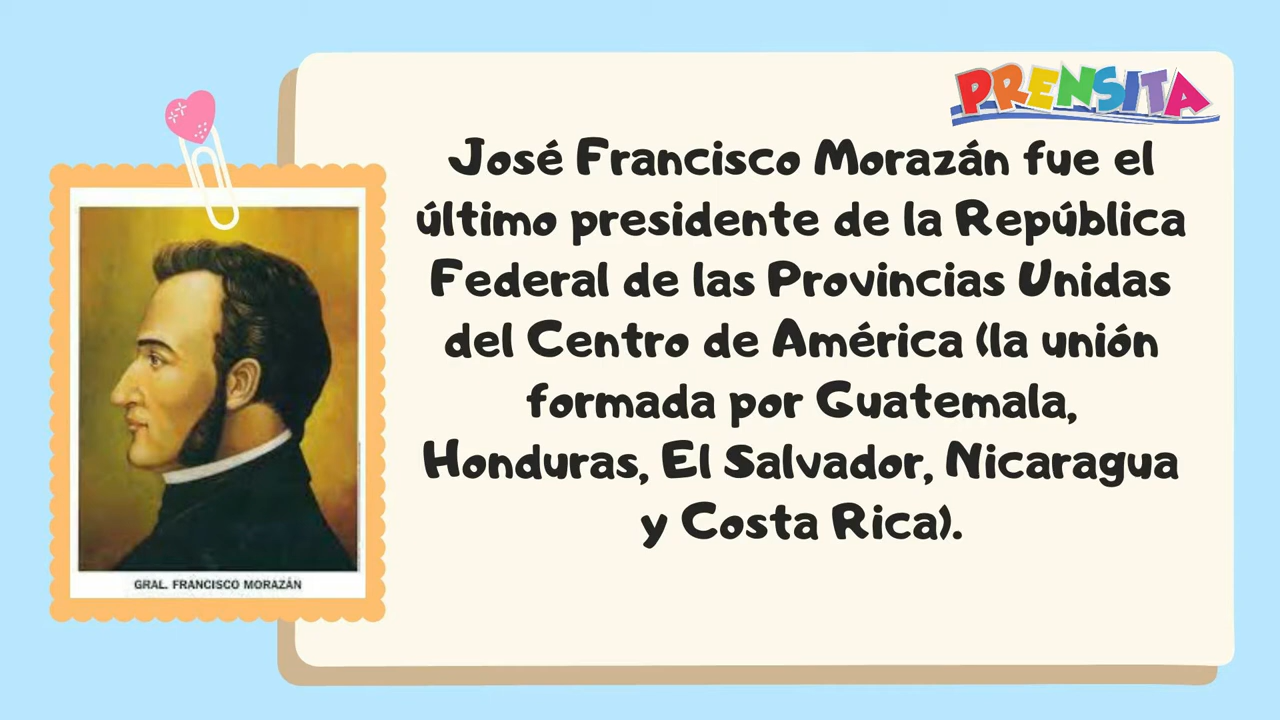 PRENSITA
José Francisco Morazán fue el
último presidente de la República
Federal de las Provincias Unidas
del Centro de América (la unión
formada por Guatemala,
Honduras, El Salvador, Nicaragua
y Costa Rica).
GRAL. FRANCISCO MORAZÁN